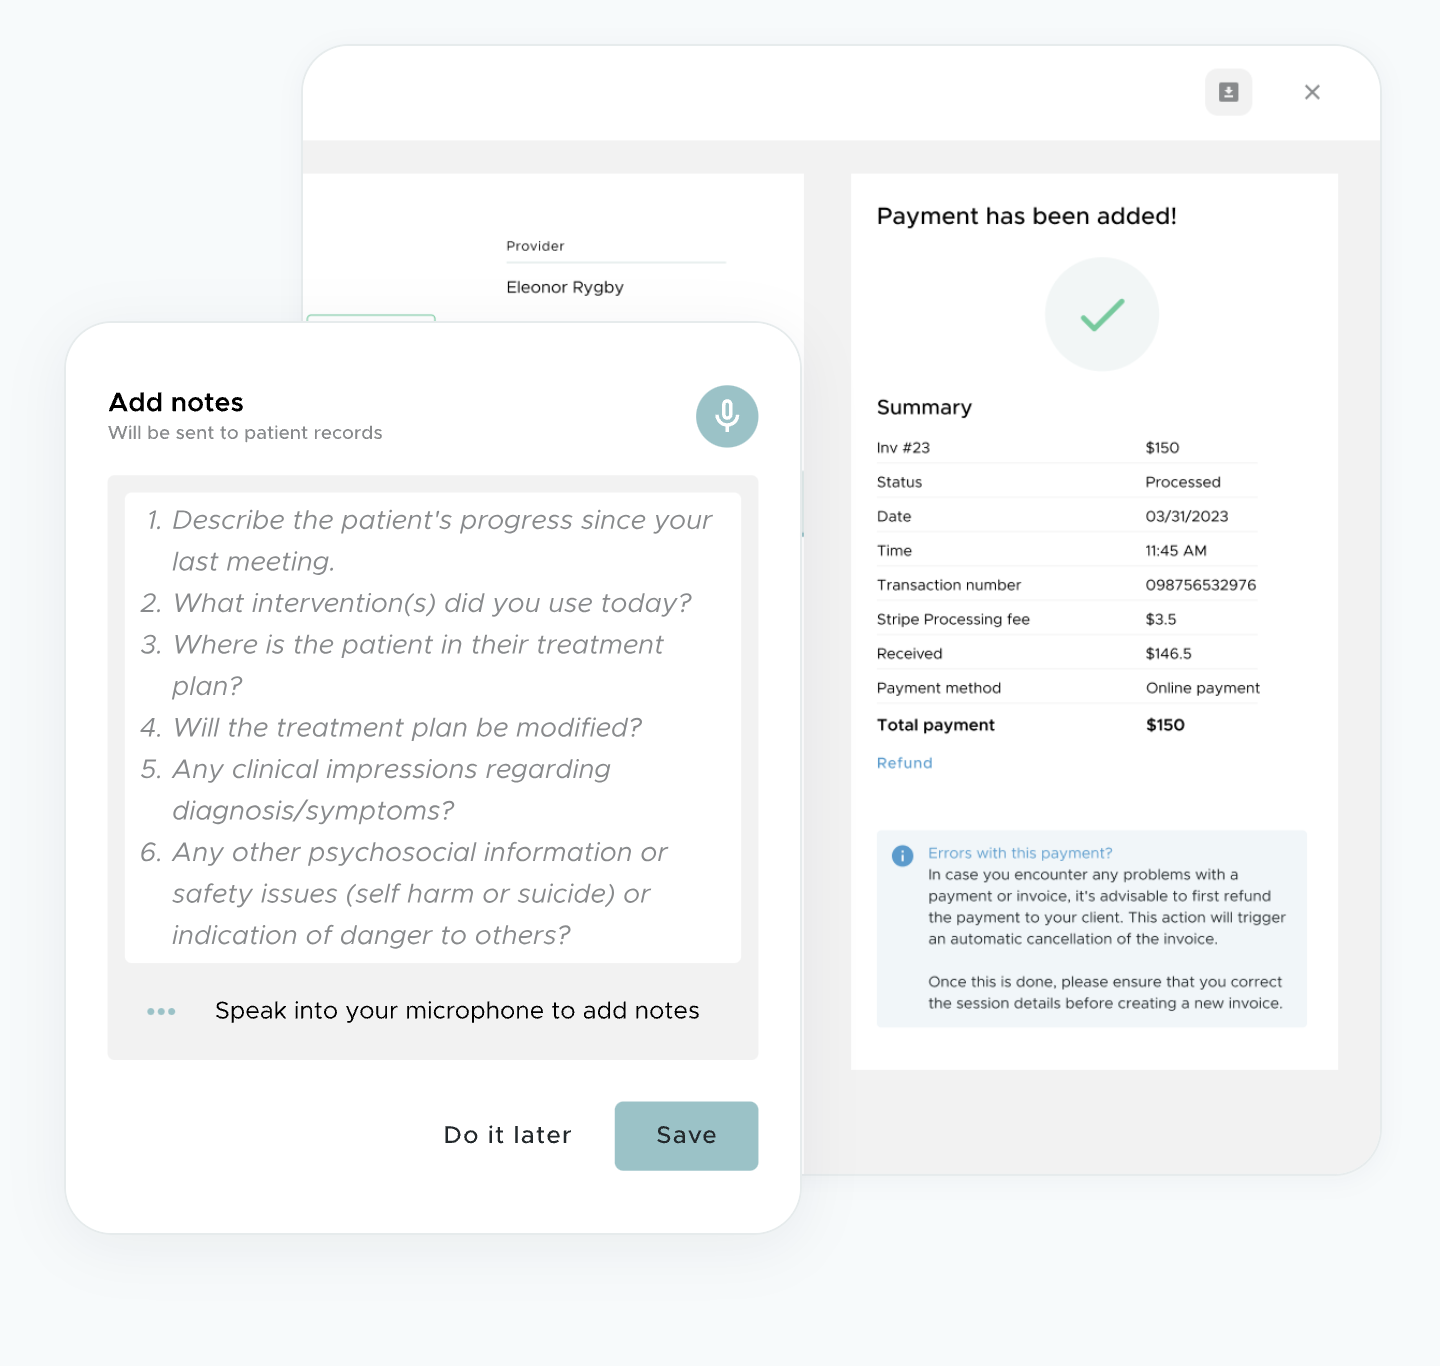 Provider
Eleonor Rygby
Add notes
Will be sent to patient records
1. Describe the patient's progress since your
last meeting.
2. What intervention(s) did you use today?
3. Where is the patient in their treatment
plan?
4. Will the treatment plan be modified?
5. Any clinical impressions regarding
diagnosis/symptoms?
6. Any other psychosocial information or
safety issues (self harm or suicide) or
indication of danger to others?
Speak into your microphone to add notes
Do it later
Save
Payment has been added!
Summary
Inv #23 $150
Status Processed
Date 03/31/2023
Time 11:45 AM
Transaction number 098756532976
Stripe Processing fee $3.5
Received $146.5
Payment method Online payment
Total payment $150
Refund
Errors with this payment?
In case you encounter any problems with a
payment or invoice, it's advisable to first refund
the payment to your client. This action will trigger
an automatic cancellation of the invoice.
Once this is done, please ensure that you correct
the session details before creating a new invoice.